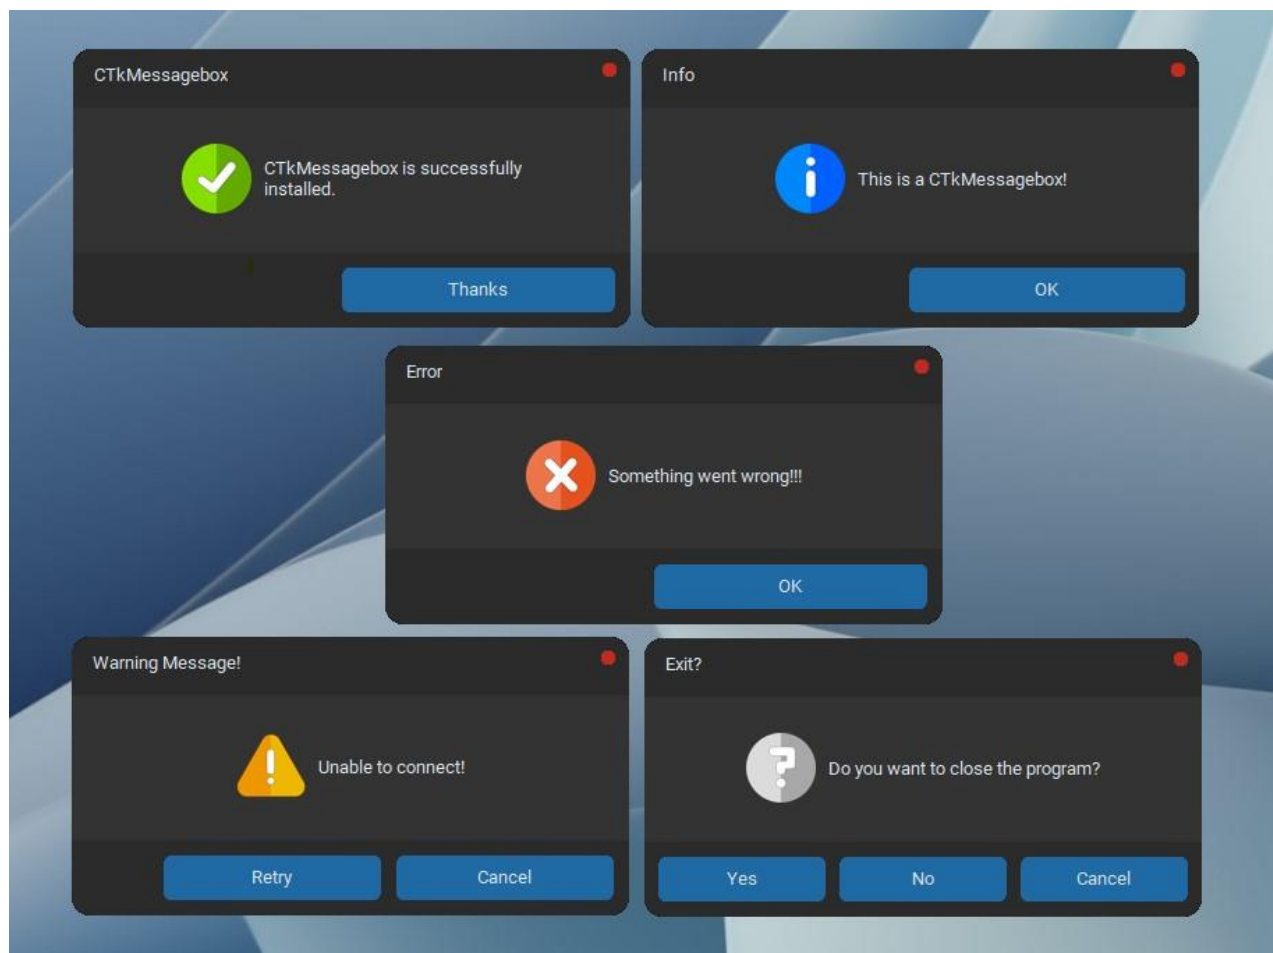 CTkMessagebox
CTkMessagebox is successfully
installed.
Thanks
Info
This is a CTkMessagebox!
OK
Error
Something went wrong!!!
OK
Warning Message!
Unable to connect!
Retry
Cancel
Exit?
Do you want to close the program?
Yes
No
Cancel